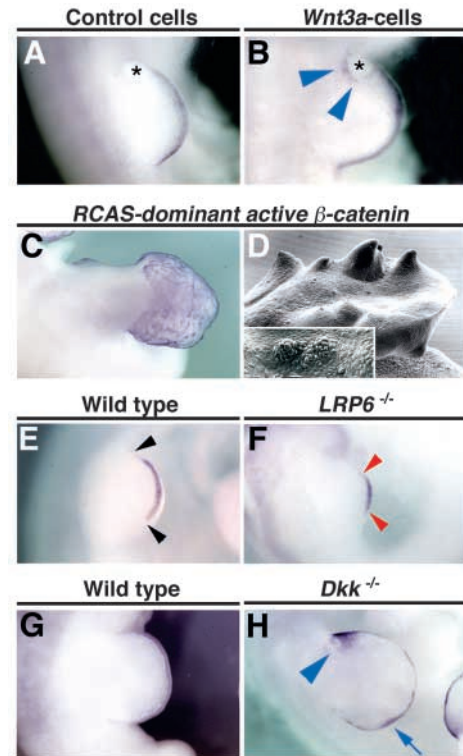 Control cells Wnt3a-cells
A * B *
RCAS-dominant active β-catenin
C D
Wild type LRP6 -/-
E F
Wild type Dkk -/-
G H